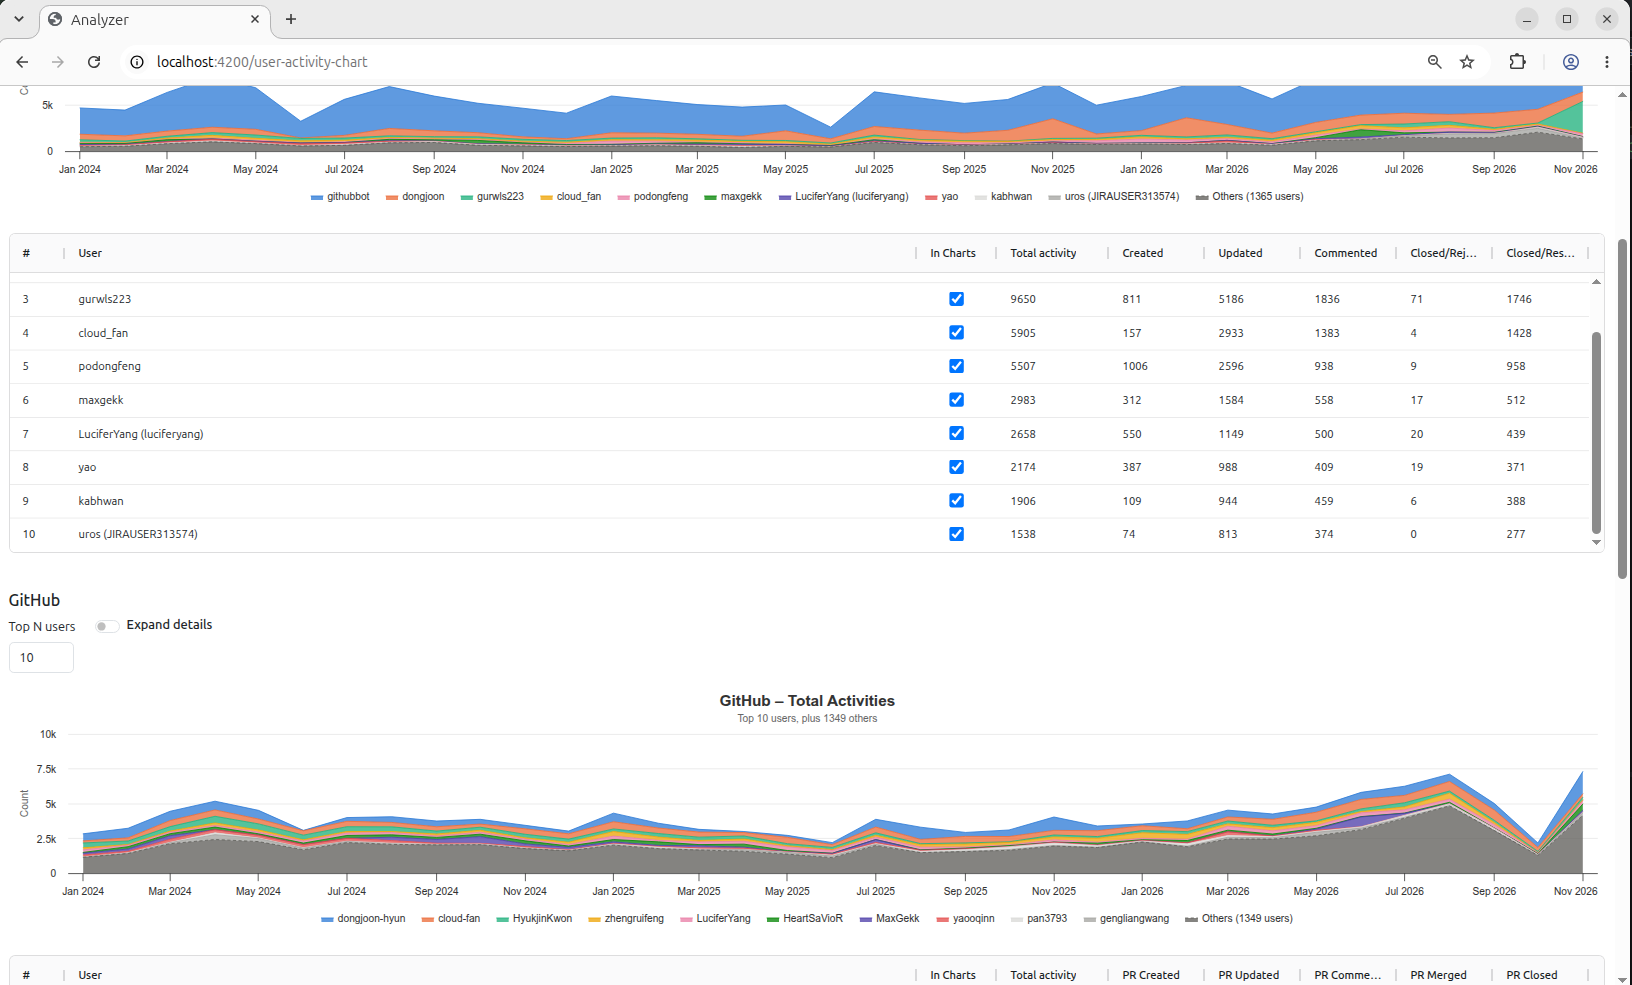 Analyzer
localhost:4200/user-activity-chart
5k
0
Jan 2024 Mar 2024 May 2024 Jul 2024 Sep 2024 Nov 2024 Jan 2025 Mar 2025 May 2025 Jul 2025 Sep 2025 Nov 2025 Jan 2026 Mar 2026 May 2026 Jul 2026 Sep 2026 Nov 2026
githubbot dongjoon gurwls223 cloud_fan podongfeng maxgekk LuciferYang (luciferyang) yao kabhwan uros (JIRAUSER313574) Others (1365 users)
# User In Charts Total activity Created Updated Commented Closed/Rej... Closed/Res...
3 gurwls223 9650 811 5186 1836 71 1746
4 cloud_fan 5905 157 2933 1383 4 1428
5 podongfeng 5507 1006 2596 938 9 958
6 maxgekk 2983 312 1584 558 17 512
7 LuciferYang (luciferyang) 2658 550 1149 500 20 439
8 yao 2174 387 988 409 19 371
9 kabhwan 1906 109 944 459 6 388
10 uros (JIRAUSER313574) 1538 74 813 374 0 277
GitHub
Top N users Expand details
10
GitHub – Total Activities
Top 10 users, plus 1349 others
Count
10k
7.5k
5k
2.5k
0
Jan 2024 Mar 2024 May 2024 Jul 2024 Sep 2024 Nov 2024 Jan 2025 Mar 2025 May 2025 Jul 2025 Sep 2025 Nov 2025 Jan 2026 Mar 2026 May 2026 Jul 2026 Sep 2026 Nov 2026
dongjoon-hyun cloud-fan HyukjinKwon zhengruifeng LuciferYang HeartSaVioR MaxGekk yaooqinn pan3793 gengliangwang Others (1349 users)
# User In Charts Total activity PR Created PR Updated PR Comme... PR Merged PR Closed